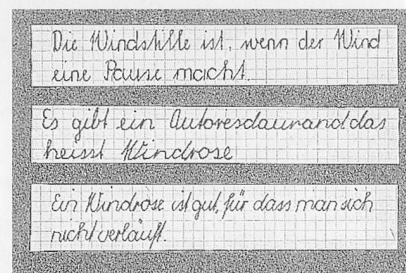 Die Windstille ist, wenn der Wind
eine Pause macht.
Es gibt ein Autoresdaurand das
heisst Windrose
Ein Windrose ist gut, für dass man sich
nicht verläuft.